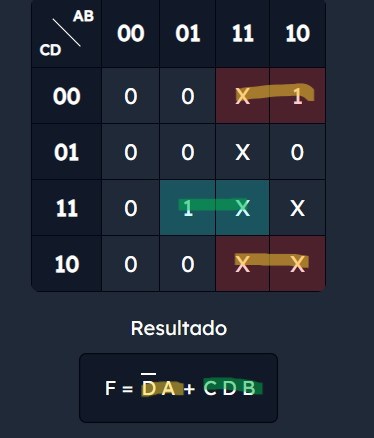 AB
CD 00 01 11 10
00 0 0 X 1
01 0 0 X 0
11 0 1 X X
10 0 0 X X
Resultado
F = D̅ A + C D B